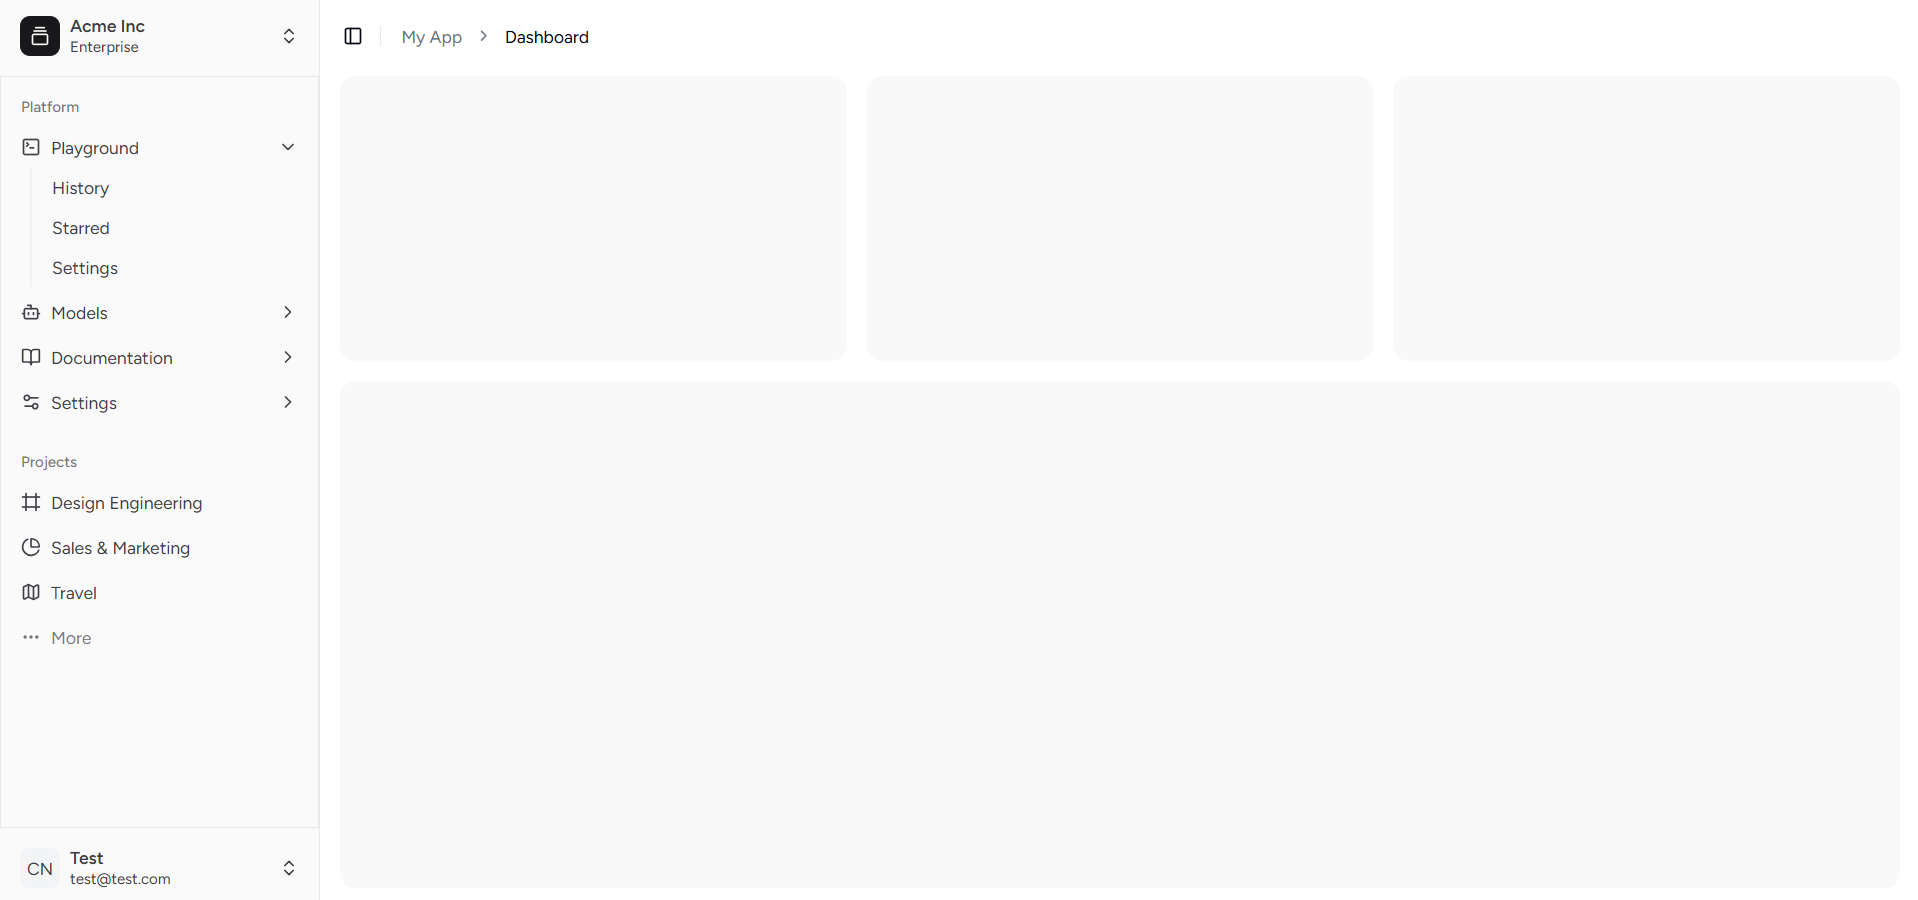 Acme Inc
Enterprise
My App
Dashboard
Platform
Playground
History
Starred
Settings
Models
Documentation
Settings
Projects
Design Engineering
Sales & Marketing
Travel
More
CN
Test
test@test.com